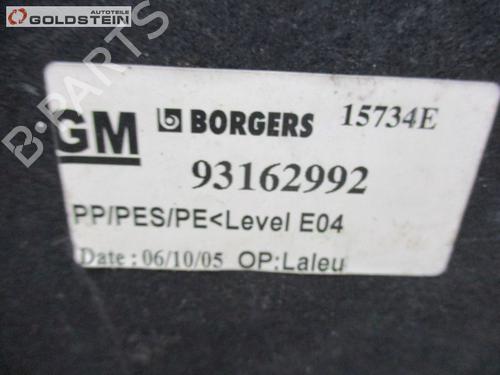 AUTOTEILE
GOLDSTEIN
B-PARTS
GM BORGERS 15734E
93162992
PP/PES/PE<Level E04
Date : 06/10/05 OP:Laleu